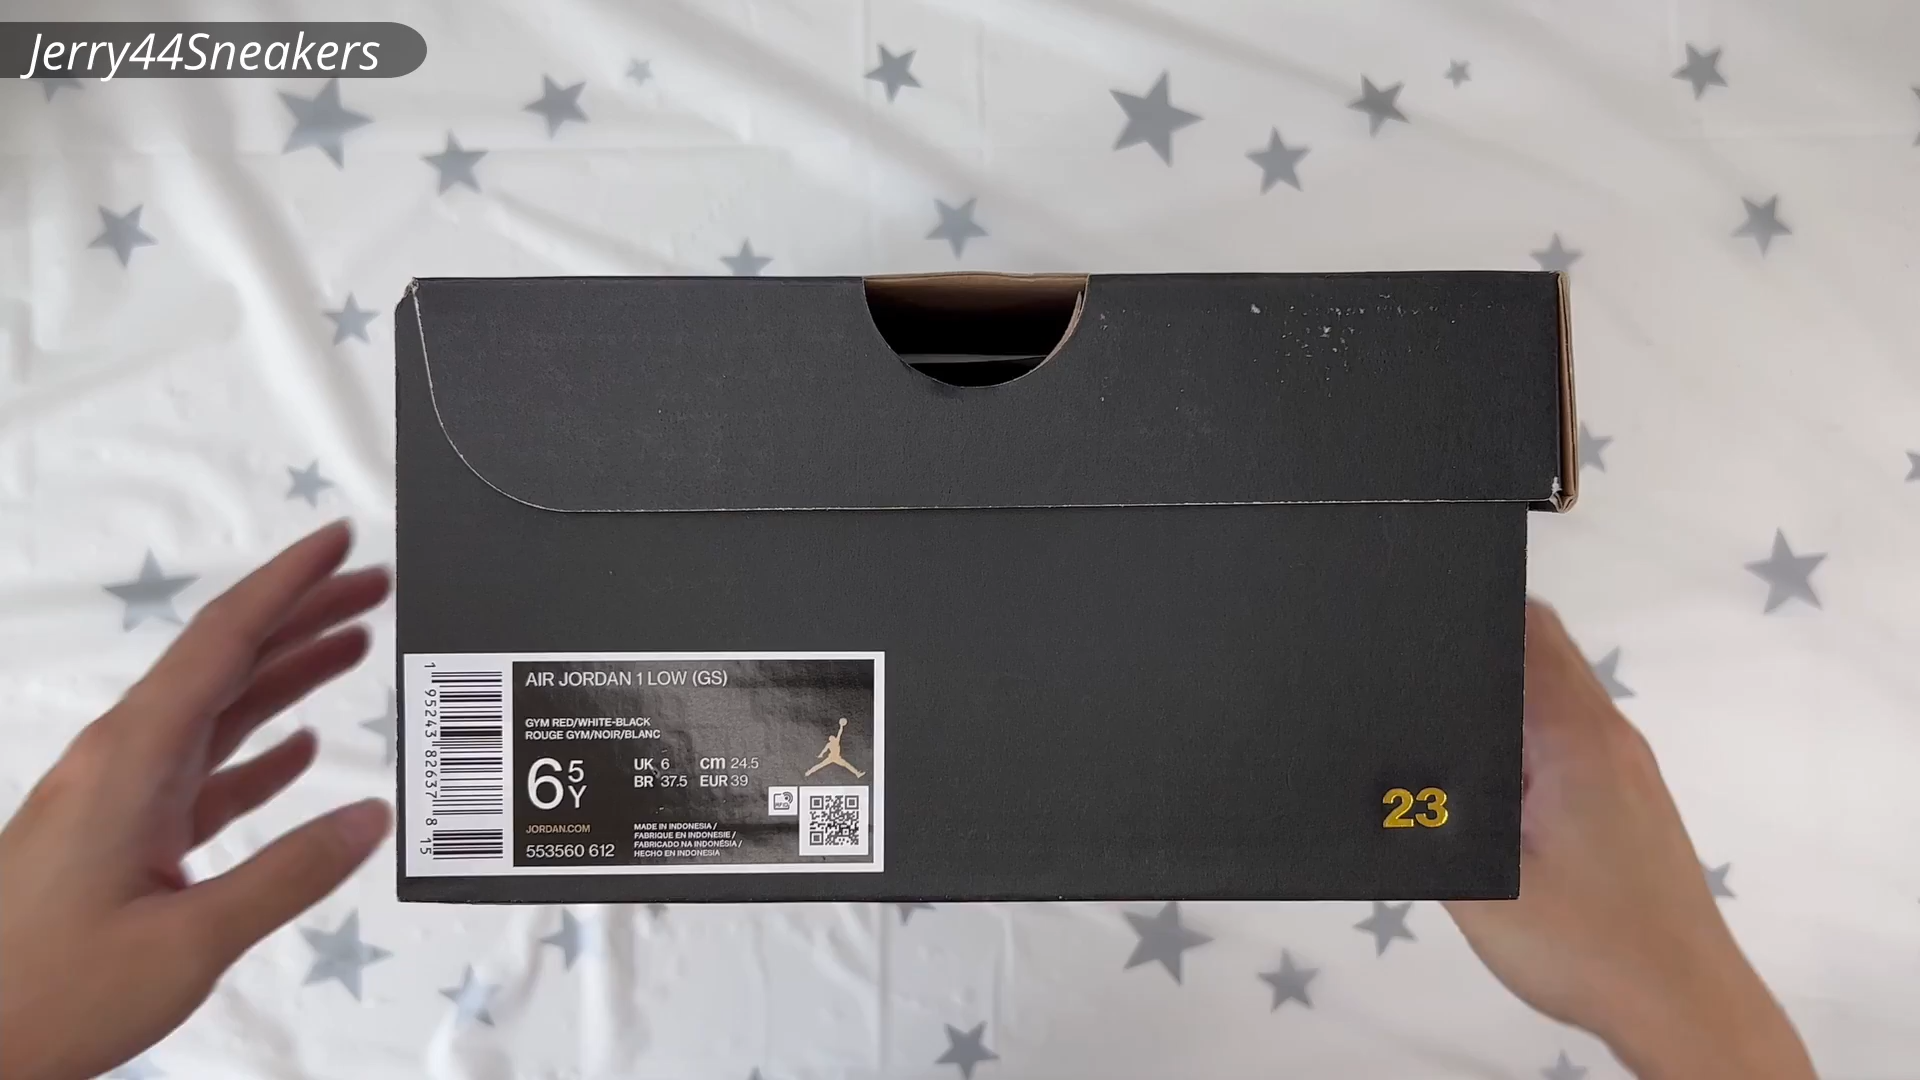 Jerry44Sneakers
1 95243 82637 8 15
AIR JORDAN 1 LOW (GS)
GYM RED/WHITE-BLACK
ROUGE GYM/NOIR/BLANC
6 5 Y
UK 6 cm 24.5
BR 37.5 EUR 39
JORDAN.COM
553560 612
MADE IN INDONESIA /
FABRIQUE EN INDONESIE /
FABRICADO NA INDONÉSIA /
HECHO EN INDONESIA
RFID
23